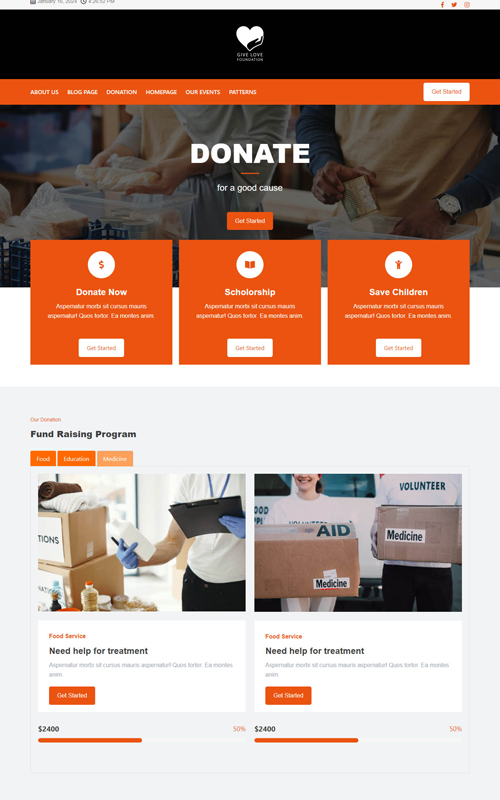 January 16, 2024 4:26:52 PM
GIVE LOVE
FOUNDATION
ABOUT US BLOG PAGE DONATION HOMEPAGE OUR EVENTS PATTERNS Get Started
DONATE
for a good cause
Get Started
Donate Now
Aspernatur morbi sit cursus mauris
aspernatur! Quos tortor. Ea montes anim.
Get Started
Scholorship
Aspernatur morbi sit cursus mauris
aspernatur! Quos tortor. Ea montes anim.
Get Started
Save Children
Aspernatur morbi sit cursus mauris
aspernatur! Quos tortor. Ea montes anim.
Get Started
Our Donation
Fund Raising Program
Food Education Medicine
TIONS
OOD
VOLUNTEER
VOLUNTEER
AID
Medicine
Medicine
Food Service
Need help for treatment
Aspernatur morbi sit cursus mauris aspernatur! Quos tortor. Ea montes
anim.
Get Started
$2400 50%
Food Service
Need help for treatment
Aspernatur morbi sit cursus mauris aspernatur! Quos tortor. Ea montes
anim.
Get Started
$2400 50%